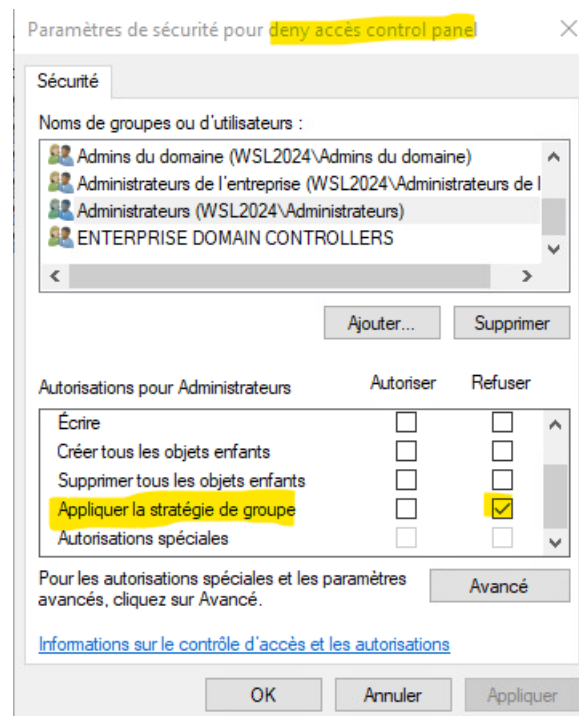 Paramètres de sécurité pour deny accès control panel
Sécurité
Noms de groupes ou d'utilisateurs :
Admins du domaine (WSL2024\Admins du domaine)
Administrateurs de l'entreprise (WSL2024\Administrateurs de l
Administrateurs (WSL2024\Administrateurs)
ENTERPRISE DOMAIN CONTROLLERS
Ajouter... Supprimer
Autorisations pour Administrateurs Autoriser Refuser
Écrire
Créer tous les objets enfants
Supprimer tous les objets enfants
Appliquer la stratégie de groupe
Autorisations spéciales
Pour les autorisations spéciales et les paramètres
avancés, cliquez sur Avancé. Avancé
Informations sur le contrôle d'accès et les autorisations
OK Annuler Appliquer